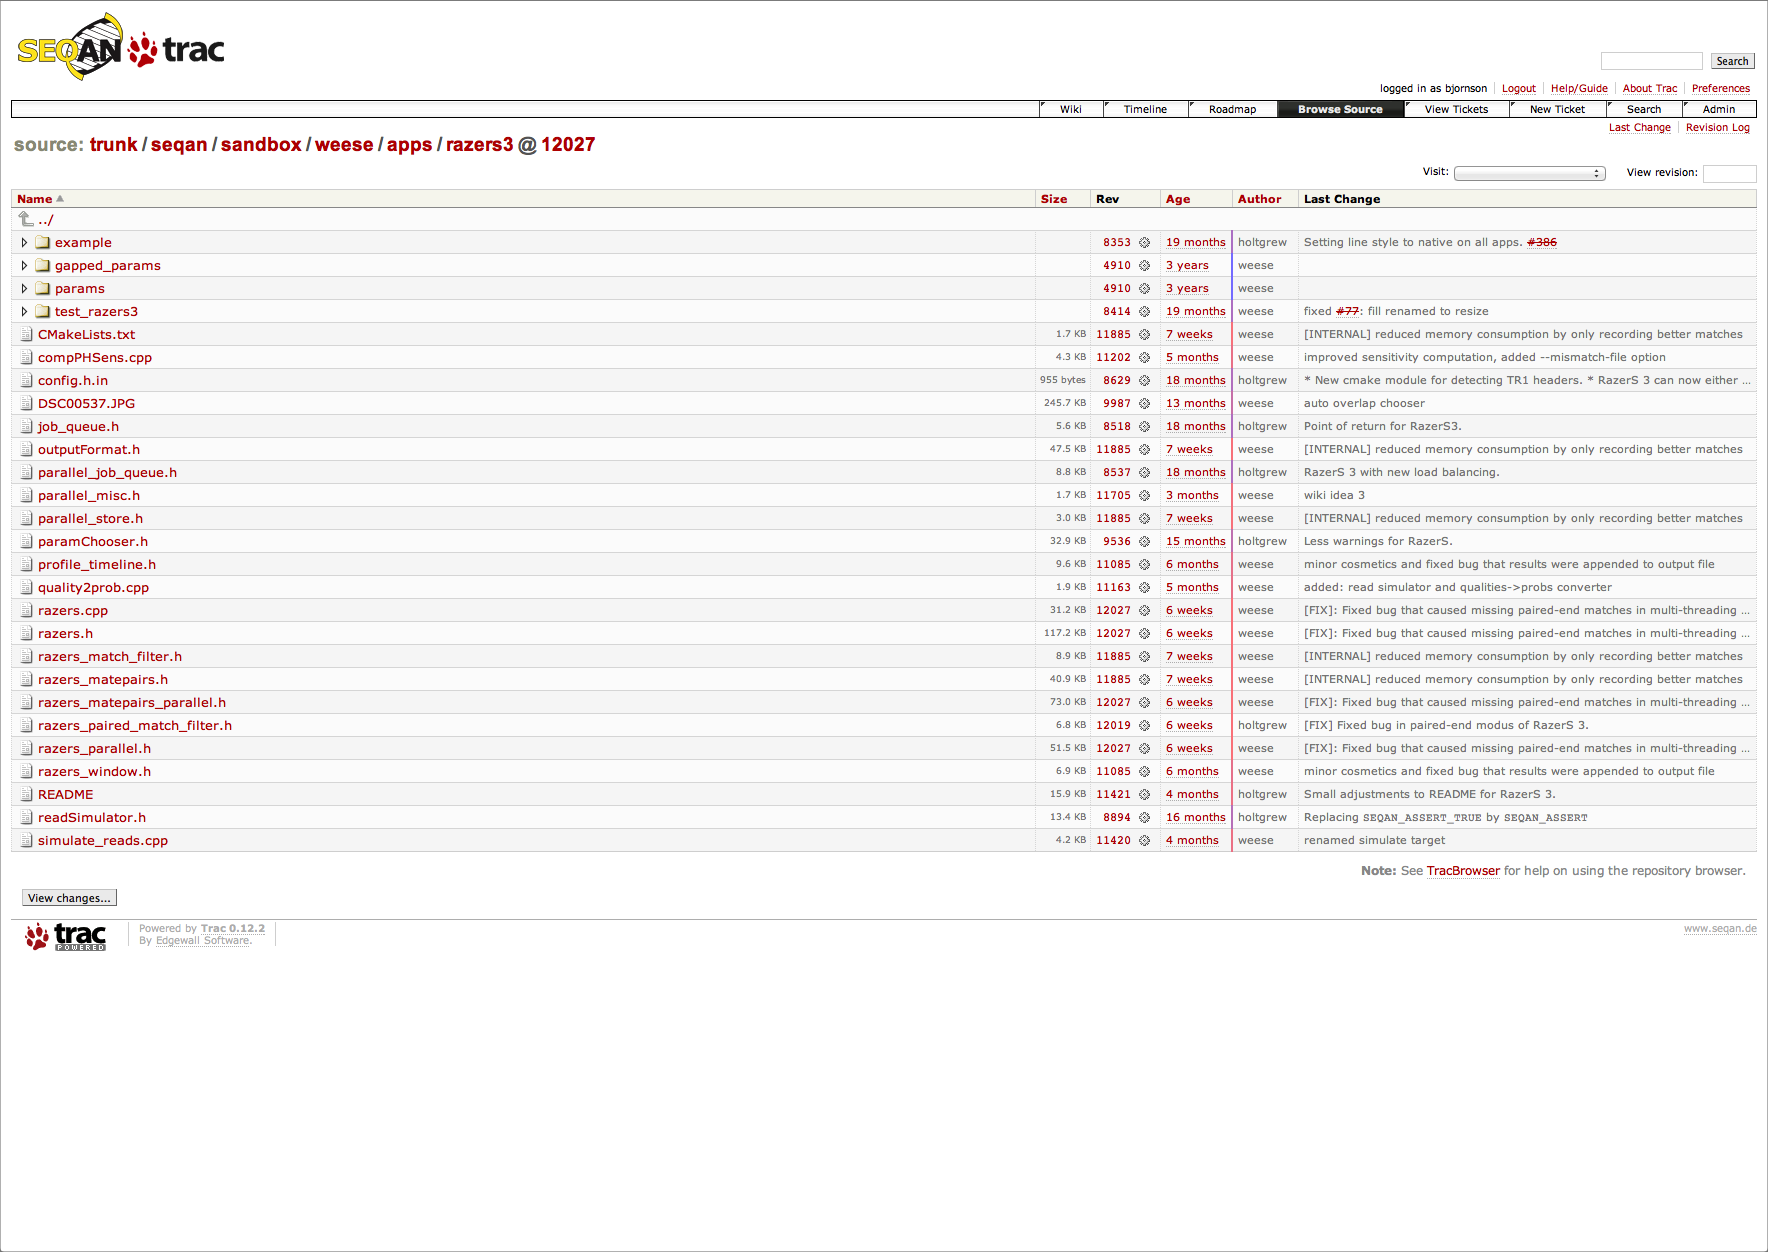 SEQAN trac
Search
logged in as bjornson Logout Help/Guide About Trac Preferences
Wiki Timeline Roadmap Browse Source View Tickets New Ticket Search Admin
Last Change Revision Log
source: trunk / seqan / sandbox / weese / apps / razers3 @ 12027
Visit: View revision:
Name Size Rev Age Author Last Change
../
example 8353 19 months holtgrew Setting line style to native on all apps. #386
gapped_params 4910 3 years weese
params 4910 3 years weese
test_razers3 8414 19 months weese fixed #77: fill renamed to resize
CMakeLists.txt 1.7 KB 11885 7 weeks weese [INTERNAL] reduced memory consumption by only recording better matches
compPHSens.cpp 4.3 KB 11202 5 months weese improved sensitivity computation, added --mismatch-file option
config.h.in 955 bytes 8629 18 months holtgrew * New cmake module for detecting TR1 headers. * RazerS 3 can now either ...
DSC00537.JPG 245.7 KB 9987 13 months weese auto overlap chooser
job_queue.h 5.6 KB 8518 18 months holtgrew Point of return for RazerS3.
outputFormat.h 47.5 KB 11885 7 weeks weese [INTERNAL] reduced memory consumption by only recording better matches
parallel_job_queue.h 8.8 KB 8537 18 months holtgrew RazerS 3 with new load balancing.
parallel_misc.h 1.7 KB 11705 3 months weese wiki idea 3
parallel_store.h 3.0 KB 11885 7 weeks weese [INTERNAL] reduced memory consumption by only recording better matches
paramChooser.h 32.9 KB 9536 15 months holtgrew Less warnings for RazerS.
profile_timeline.h 9.6 KB 11085 6 months weese minor cosmetics and fixed bug that results were appended to output file
quality2prob.cpp 1.9 KB 11163 5 months weese added: read simulator and qualities->probs converter
razers.cpp 31.2 KB 12027 6 weeks weese [FIX]: Fixed bug that caused missing paired-end matches in multi-threading ...
razers.h 117.2 KB 12027 6 weeks weese [FIX]: Fixed bug that caused missing paired-end matches in multi-threading ...
razers_match_filter.h 8.9 KB 11885 7 weeks weese [INTERNAL] reduced memory consumption by only recording better matches
razers_matepairs.h 40.9 KB 11885 7 weeks weese [INTERNAL] reduced memory consumption by only recording better matches
razers_matepairs_parallel.h 73.0 KB 12027 6 weeks weese [FIX]: Fixed bug that caused missing paired-end matches in multi-threading ...
razers_paired_match_filter.h 6.8 KB 12019 6 weeks holtgrew [FIX] Fixed bug in paired-end modus of RazerS 3.
razers_parallel.h 51.5 KB 12027 6 weeks weese [FIX]: Fixed bug that caused missing paired-end matches in multi-threading ...
razers_window.h 6.9 KB 11085 6 months weese minor cosmetics and fixed bug that results were appended to output file
README 15.9 KB 11421 4 months holtgrew Small adjustments to README for RazerS 3.
readSimulator.h 13.4 KB 8894 16 months holtgrew Replacing SEQAN_ASSERT_TRUE by SEQAN_ASSERT
simulate_reads.cpp 4.2 KB 11420 4 months weese renamed simulate target
Note: See TracBrowser for help on using the repository browser.
View changes...
trac POWERED
Powered by Trac 0.12.2
By Edgewall Software.
www.seqan.de